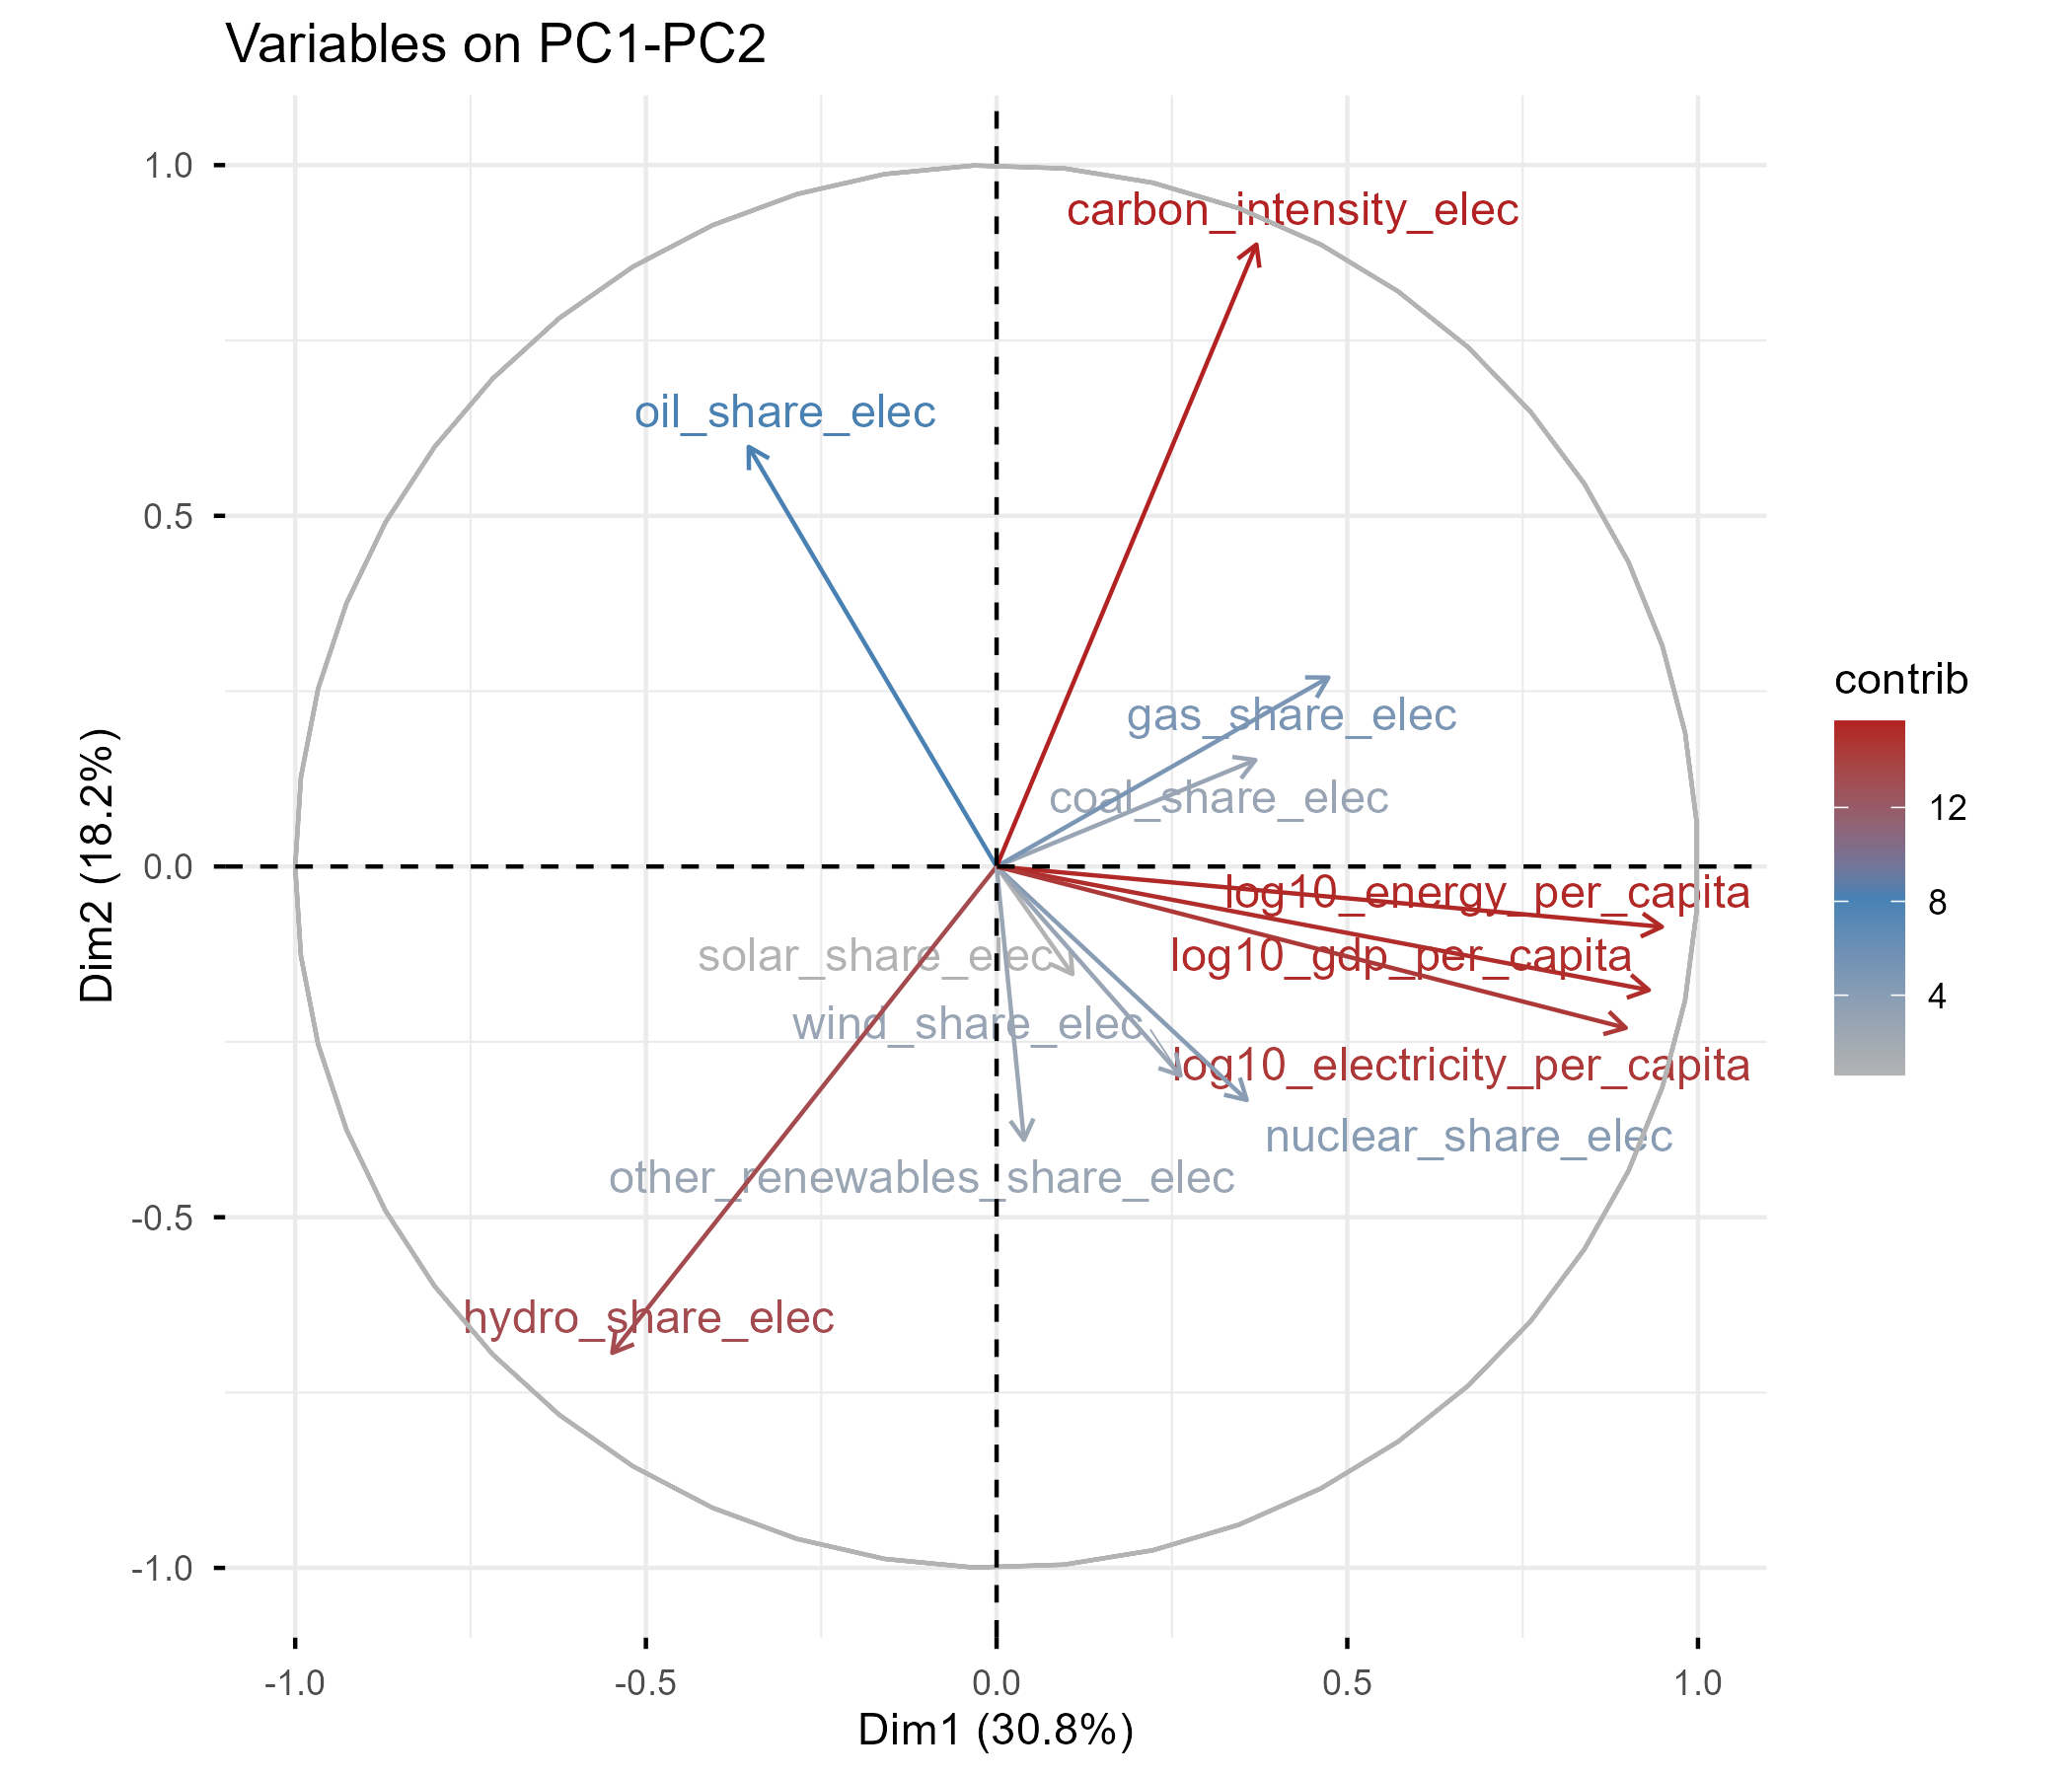 Variables on PC1-PC2
1.0
carbon_intensity_elec
oil_share_elec
0.5
contrib
gas_share_elec
coal_share_elec
12
0.0
log10_energy_per_capita
8
log10_gdp_per_capita
solar_share_elec
4
wind_share_elec
log10_electricity_per_capita
nuclear_share_elec
other_renewables_share_elec
-0.5
hydro_share_elec
-1.0
-1.0
-0.5
0.0
0.5
1.0
Dim1 (30.8%)
Dim2 (18.2%)